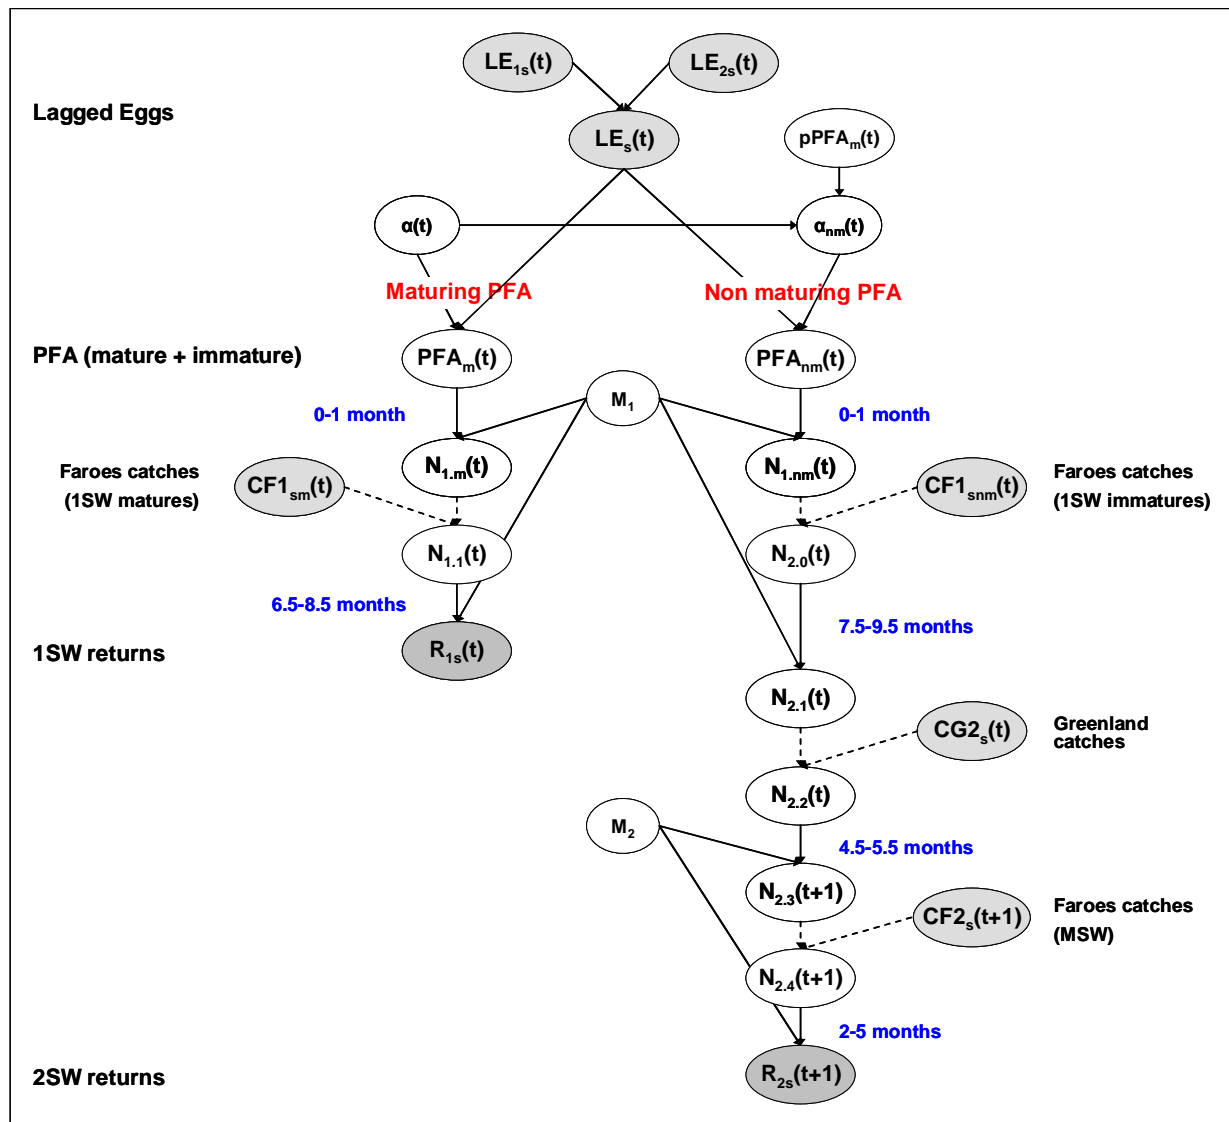 LE1s(t)
LE2s(t)
Lagged Eggs
LEs(t)
pPFAm(t)
α(t)
αnm(t)
Maturing PFA
Non maturing PFA
PFA (mature + immature)
PFAm(t)
PFAnm(t)
M1
0-1 month
0-1 month
Faroes catches
(1SW matures)
CF1sm(t)
N1.m(t)
N1.nm(t)
CF1snm(t)
Faroes catches
(1SW immatures)
N1.1(t)
N2.0(t)
6.5-8.5 months
7.5-9.5 months
1SW returns
R1s(t)
N2.1(t)
CG2s(t)
Greenland
catches
N2.2(t)
M2
4.5-5.5 months
N2.3(t+1)
CF2s(t+1)
Faroes catches
(MSW)
N2.4(t+1)
2-5 months
2SW returns
R2s(t+1)